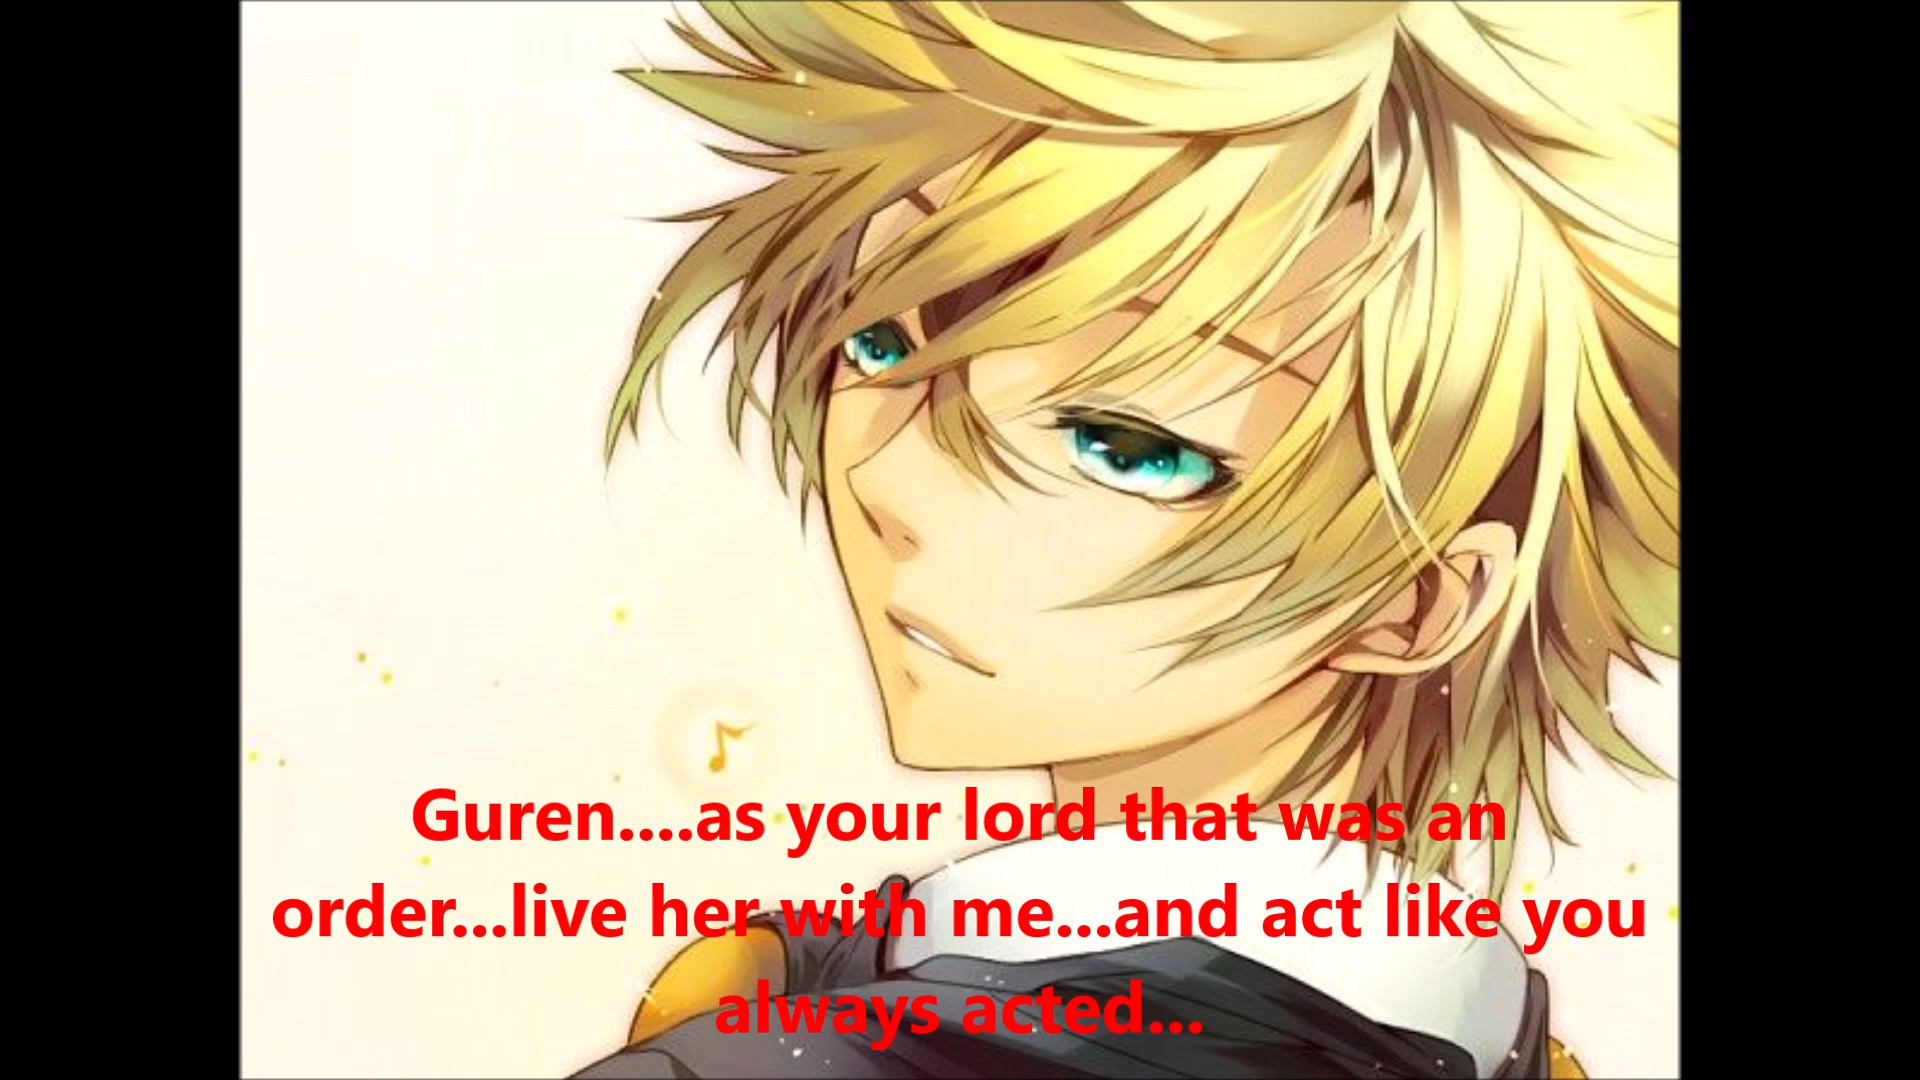 Guren....as your lord that was an
order...live her with me...and act like you
always acted...